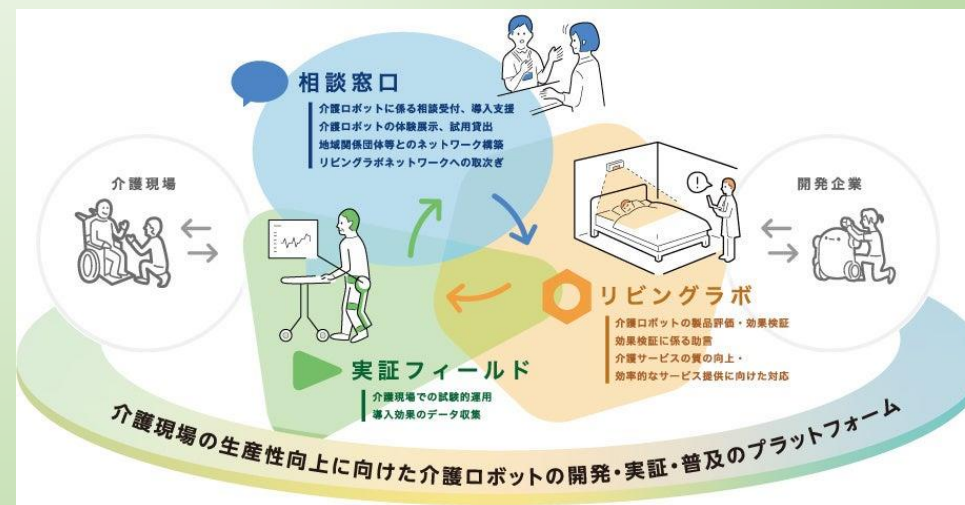 相談窓口
介護ロボットに係る相談受付、導入支援
介護ロボットの体験展示、試用貸出
地域関係団体等とのネットワーク構築
リビングラボネットワークへの取次ぎ
介護現場
開発企業
リビングラボ
介護ロボットの製品評価・効果検証
効果検証に係る助言
介護サービスの質の向上・
効率的なサービス提供に向けた対応
実証フィールド
介護現場での試験的運用
導入効果のデータ収集
介護現場の生産性向上に向けた介護ロボットの開発・実証・普及のプラットフォーム